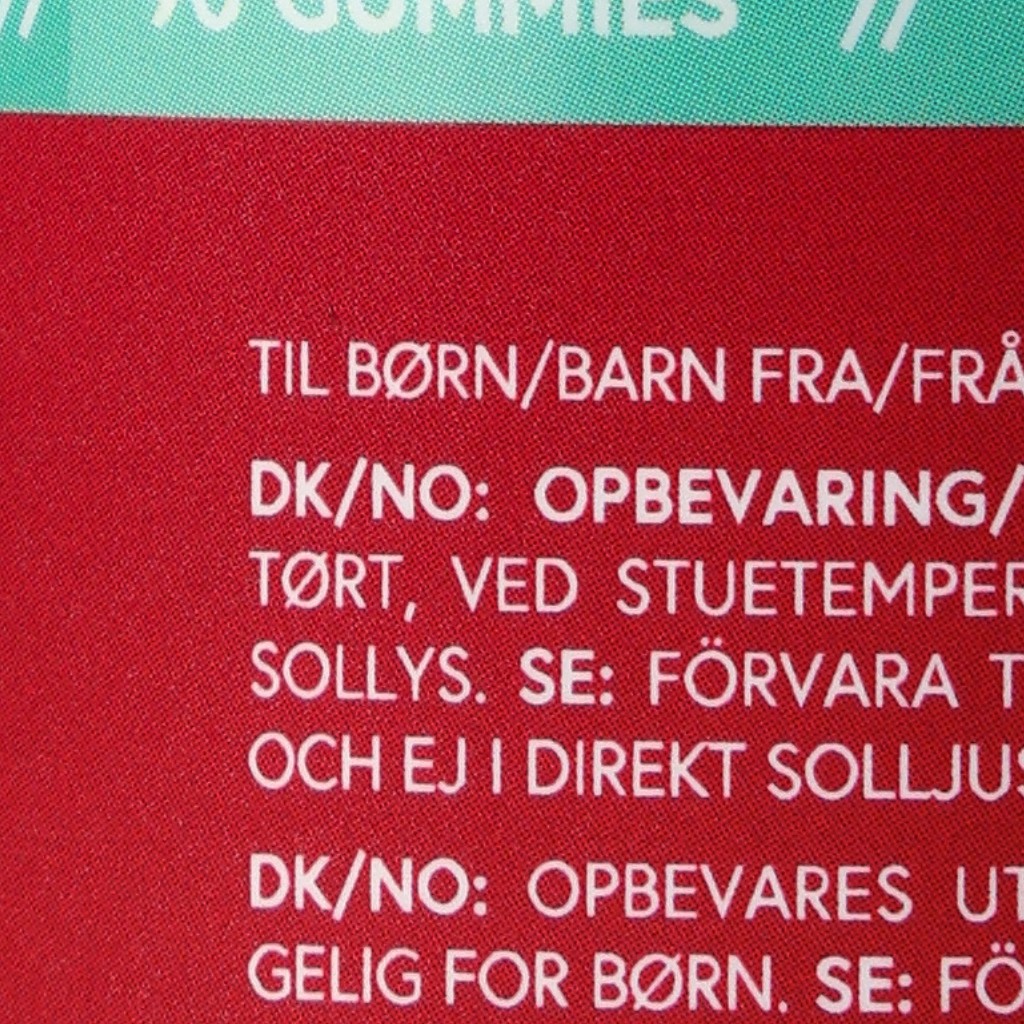 GUMMIES //
TIL BØRN/BARN FRA/FRÅ
DK/NO: OPBEVARING/
TØRT, VED STUETEMPER
SOLLYS. SE: FÖRVARA T
OCH EJ I DIREKT SOLLJUS
DK/NO: OPBEVARES UT
GELIG FOR BØRN. SE: FÖ